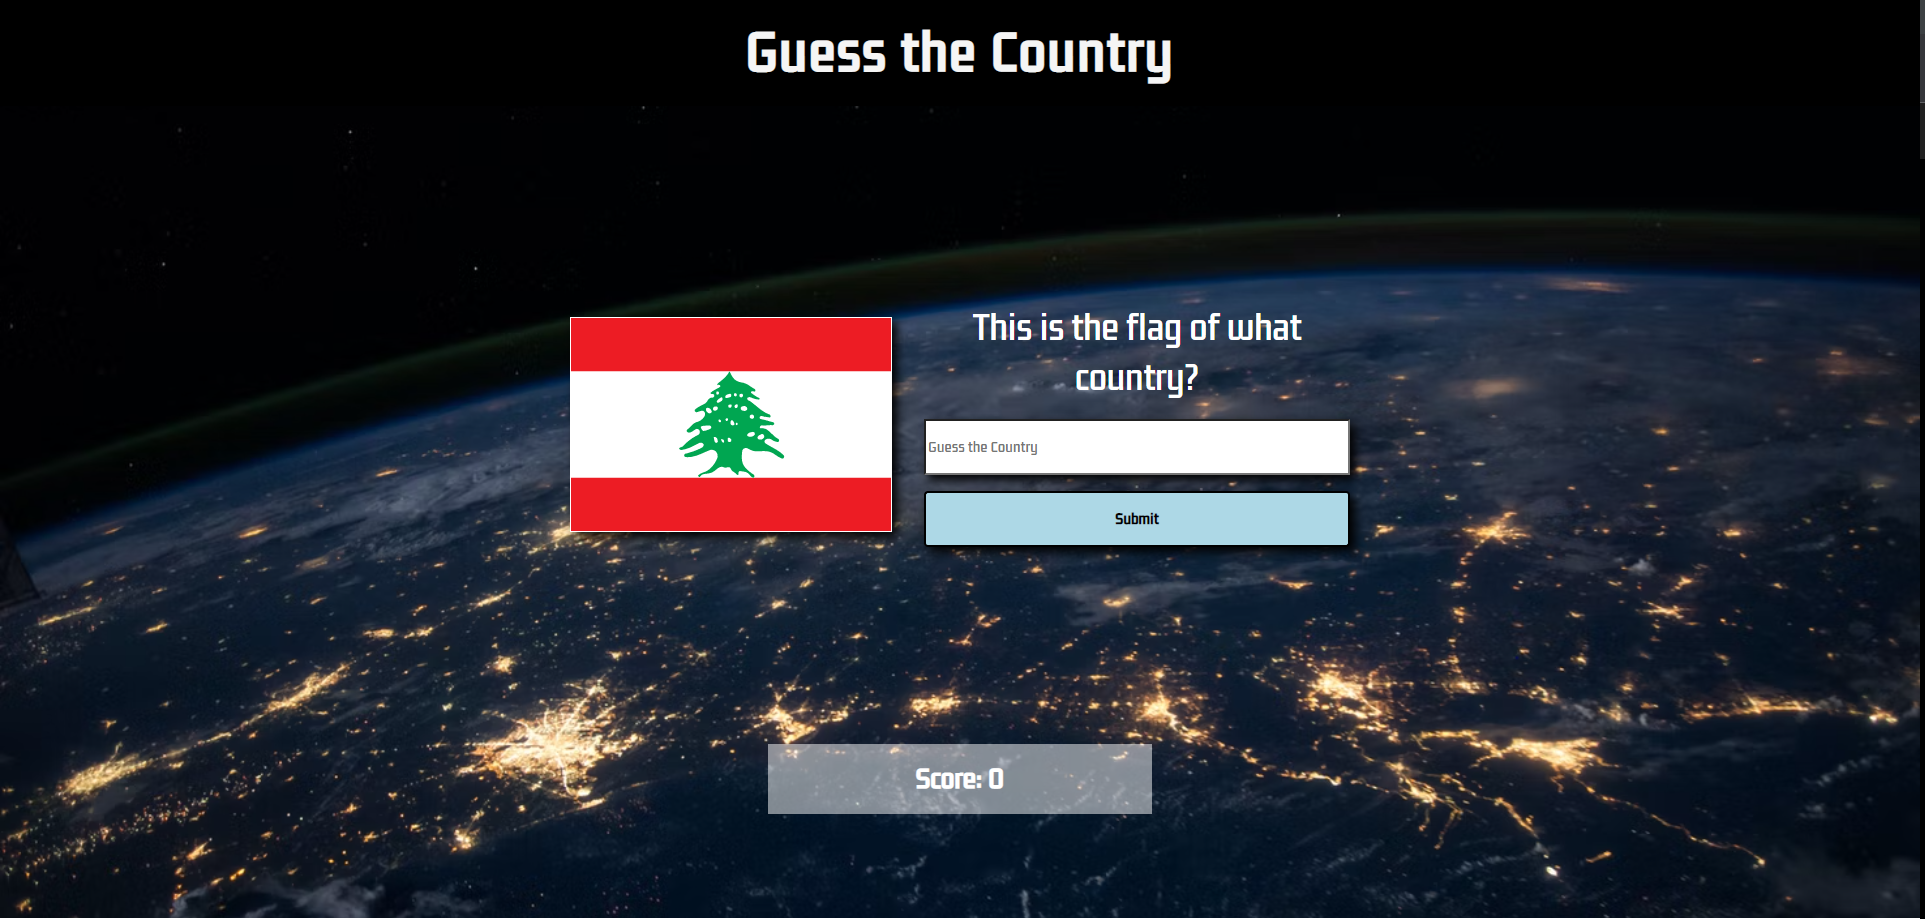 Guess the Country
This is the flag of what
country?
Guess the Country
Submit
Score: 0